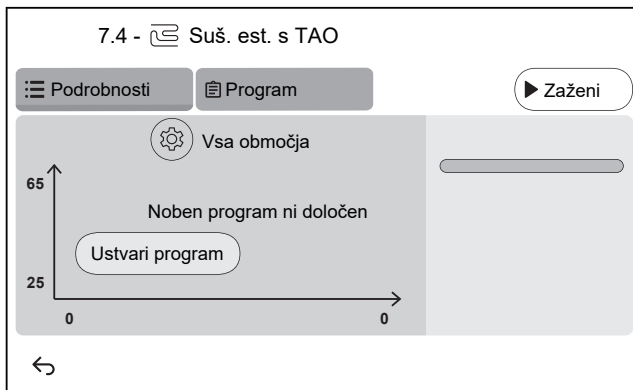 7.4 - Suš. est. s TAO
Podrobnosti
Program
Zaženi
Vsa območja
65
Noben program ni določen
Ustvari program
25
0
0